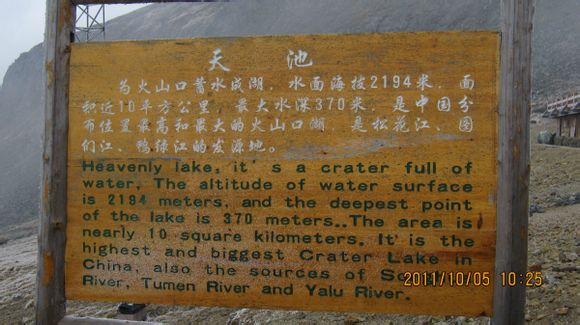 天 池
为火山口蓄水成湖，水面海拔2194米，面
积近10平方公里，最大水深370米，是中国分
布位置最高和最大的火山口湖，是松花江、图
们江、鸭绿江的发源地。
Heavenly lake, it's a crater full of
water, The altitude of water surface
is 2194 meters, and the deepest point
of the lake is 370 meters..The area is
nearly 10 square kilometers. It's the
highest and biggest Crater Lake in
China, also the sources of
River, Tumen River and Yalu River.
2011/10/05 10:25